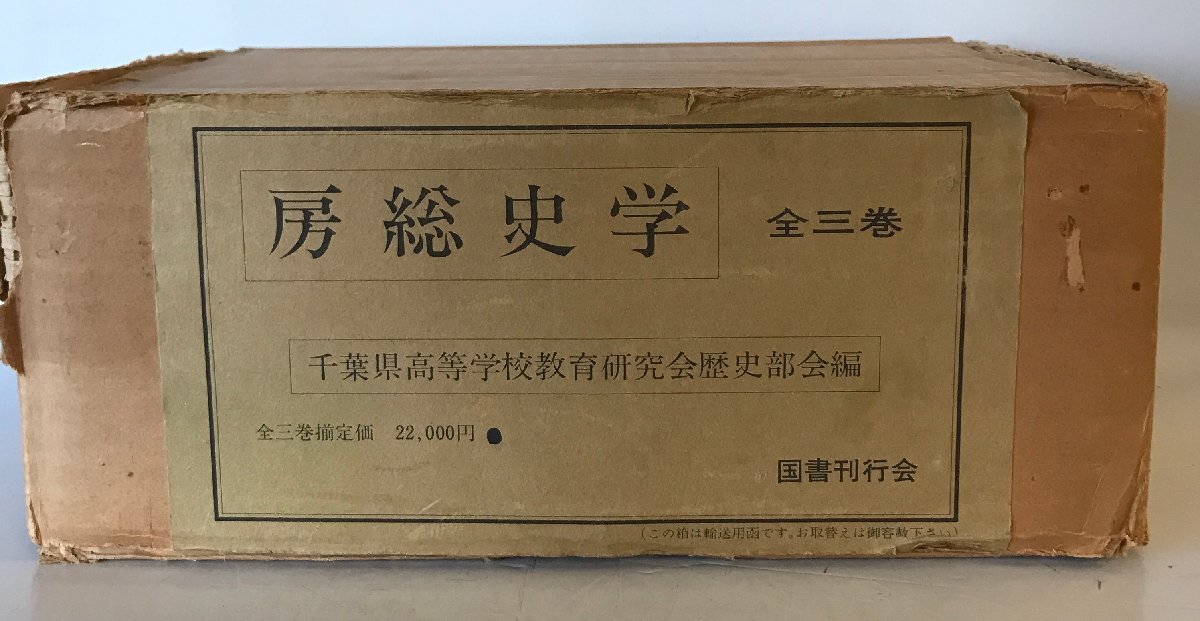 房総史学
全三巻
千葉県高等学校教育研究会歴史部会編
全三巻揃定価 22,000円
国書刊行会
(この柏は輸送用函です。お取替えは御容赦下さい)